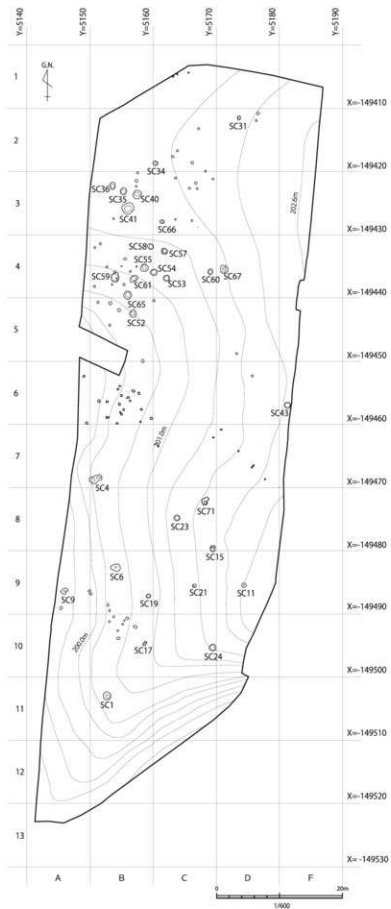 Y=5140
Y=5150
Y=5160
Y=5170
Y=5180
Y=5190
G.N.
1
X=-149410
SC31
2
X=-149420
SC34
SC36
SC35
SC40
202.6m
3
SC41
SC66
X=-149430
SC58
SC57
SC55
SC54
4
SC59
SC61
SC53
SC60
SC67
X=-149440
SC65
SC52
5
X=-149450
6
SC43
X=-149460
201.0m
7
X=-149470
SC4
SC71
8
SC23
X=-149480
SC15
SC6
9
SC9
SC19
SC21
SC11
X=-149490
200.0m
10
SC17
SC24
X=-149500
SC1
11
X=-149510
12
X=-149520
13
X= -149530
A
B
C
D
F
0
20m
1/600